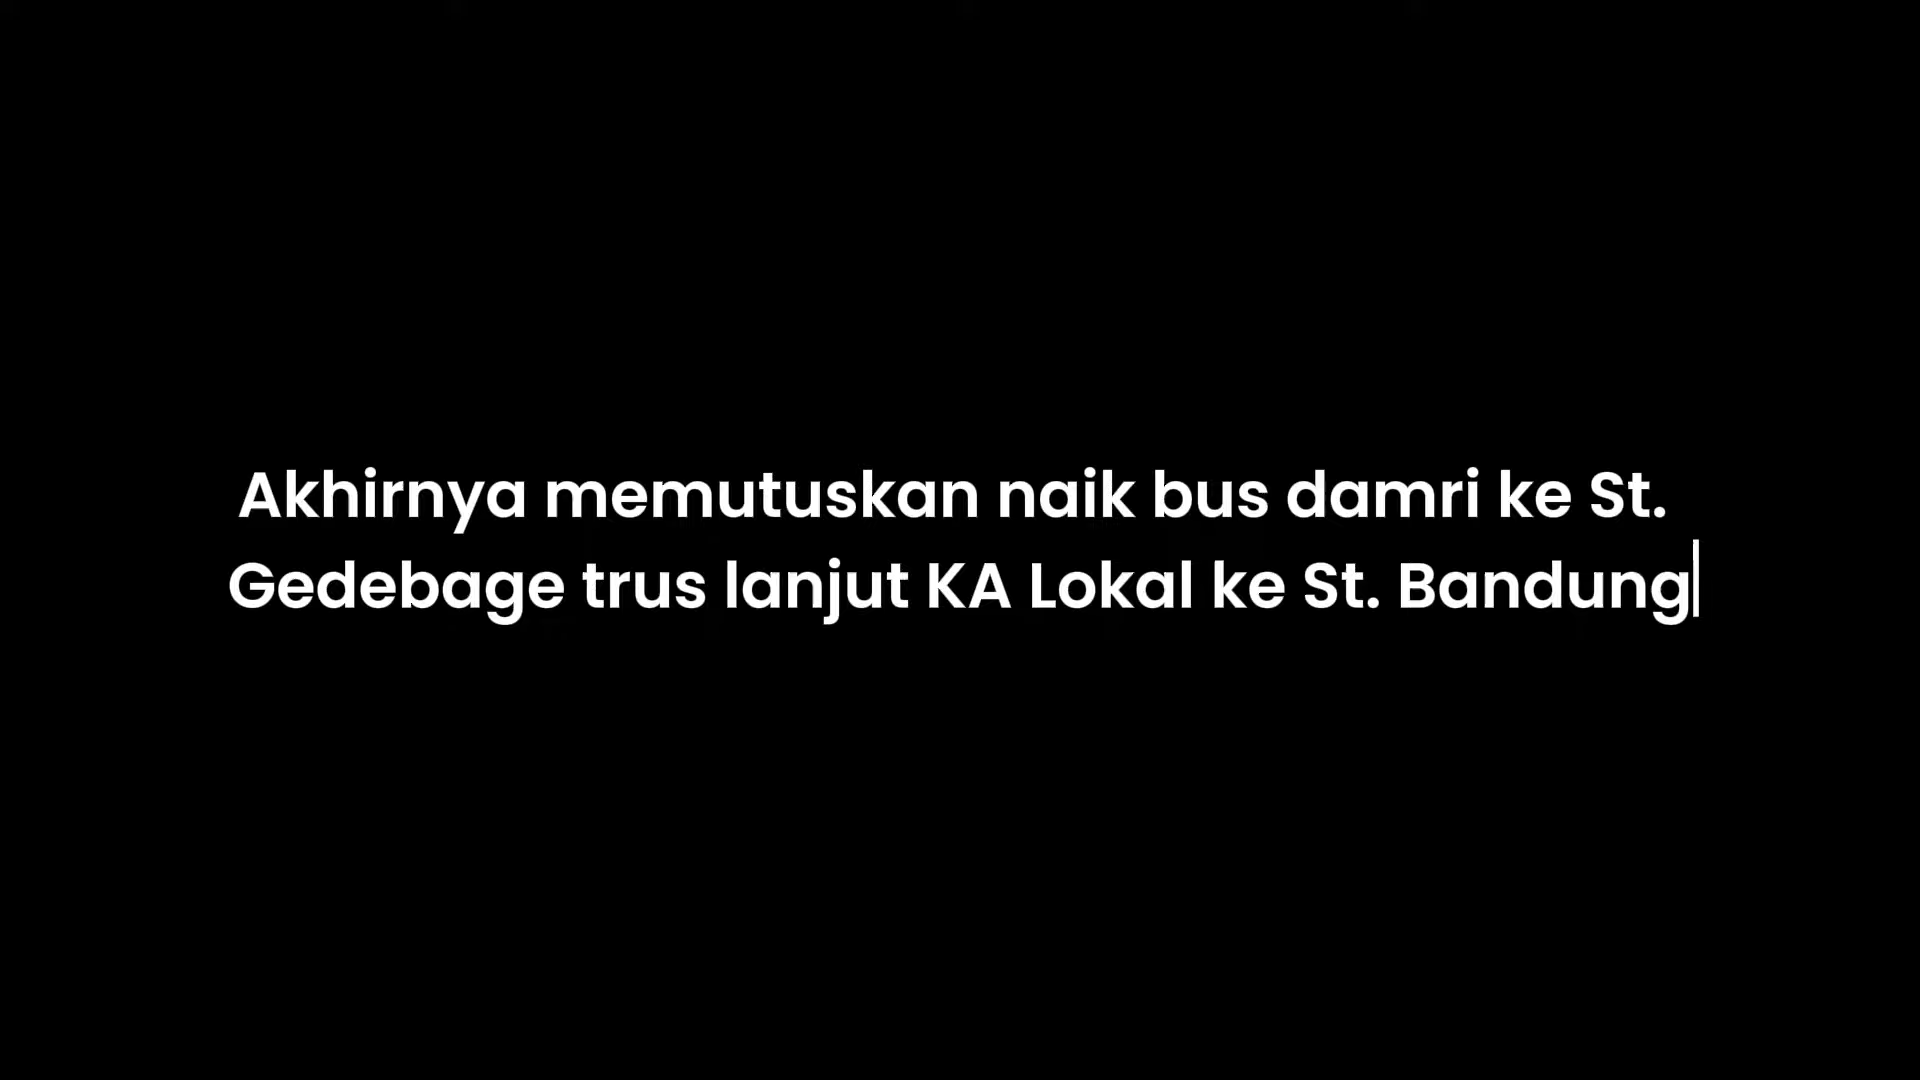 Akhirnya memutuskan naik bus damri ke St.
Gedebage trus lanjut KA Lokal ke St. Bandung